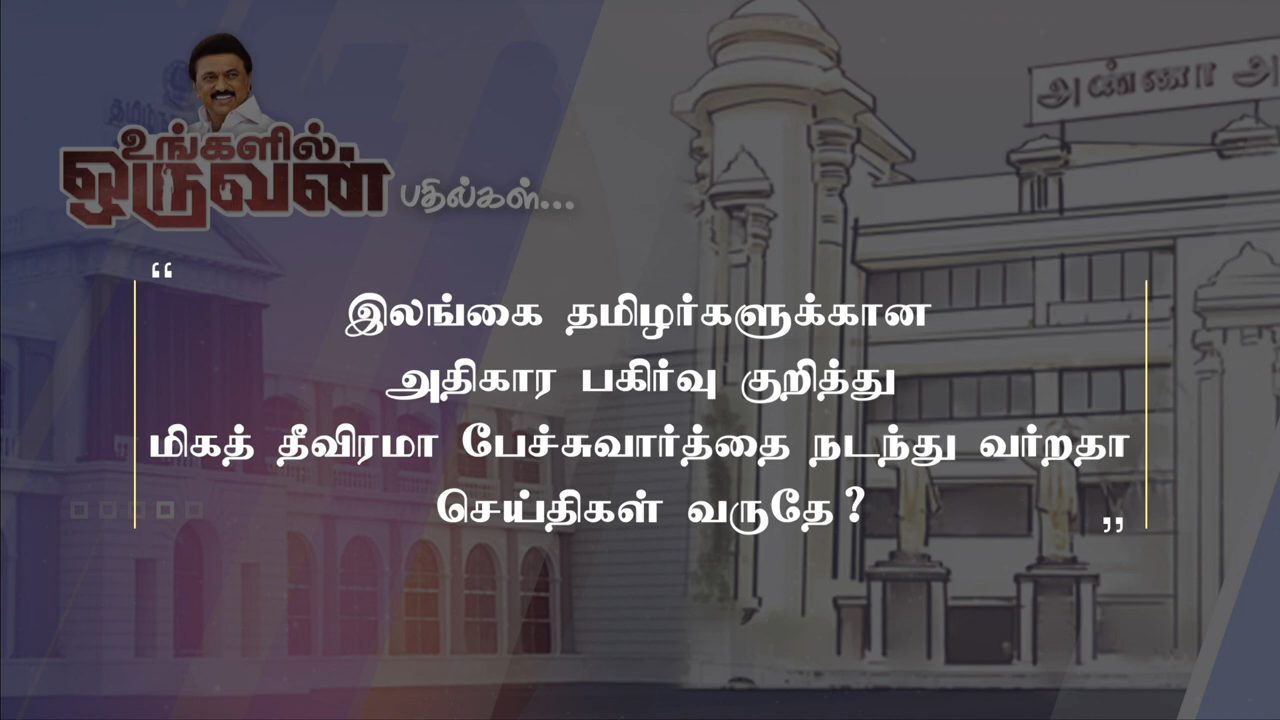 உங்களில்
ஒருவன் பதில்கள்...
“
இலங்கை தமிழர்களுக்கான
அதிகார பகிர்வு குறித்து
மிகத் தீவிரமா பேச்சுவார்த்தை நடந்து வர்றதா
செய்திகள் வருதே?
”
அண்ணா அ